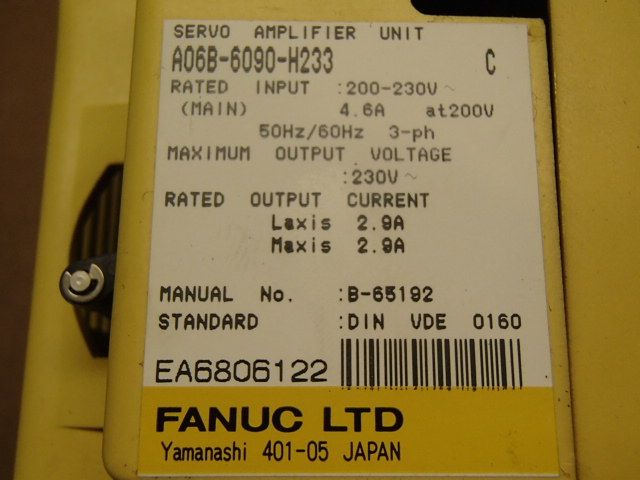 SERVO AMPLIFIER UNIT
A06B-6090-H233 C
RATED INPUT :200-230V~
(MAIN) 4.6A at200V
50Hz/60Hz 3-ph
MAXIMUM OUTPUT VOLTAGE
:230V~
RATED OUTPUT CURRENT
Laxis 2.9A
Maxis 2.9A
MANUAL No. :B-65192
STANDARD :DIN VDE 0160
EA6806122
FANUC LTD
Yamanashi 401-05 JAPAN